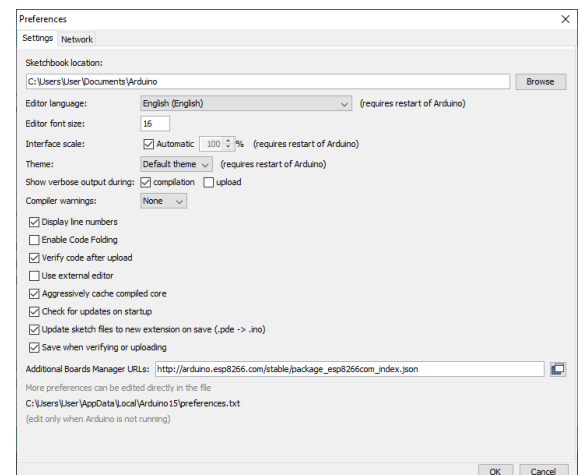 Preferences
Settings Network
Sketchbook location:
C:\Users\User\Documents\Arduino Browse
Editor language: English (English) (requires restart of Arduino)
Editor font size: 16
Interface scale: Automatic 100 % (requires restart of Arduino)
Theme: Default theme (requires restart of Arduino)
Show verbose output during: compilation upload
Compiler warnings: None
Display line numbers
Enable Code Folding
Verify code after upload
Use external editor
Aggressively cache compiled core
Check for updates on startup
Update sketch files to new extension on save (.pde -> .ino)
Save when verifying or uploading
Additional Boards Manager URLs: http://arduino.esp8266.com/stable/package_esp8266com_index.json
More preferences can be edited directly in the file
C:\Users\User\AppData\Local\Arduino15\preferences.txt
(edit only when Arduino is not running)
OK Cancel